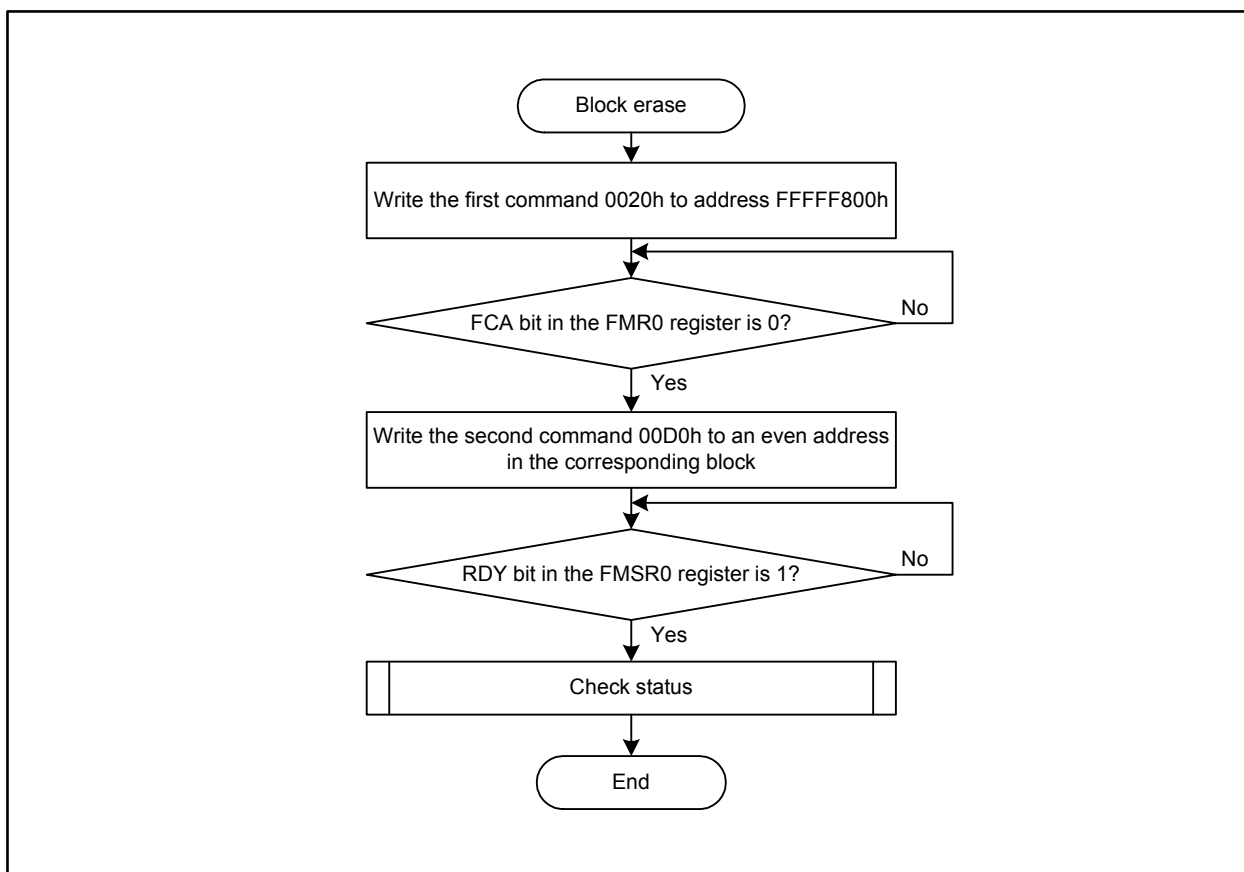 Block erase
Write the first command 0020h to address FFFFF800h
FCA bit in the FMR0 register is 0?
No
Yes
Write the second command 00D0h to an even address
in the corresponding block
RDY bit in the FMSR0 register is 1?
No
Yes
Check status
End